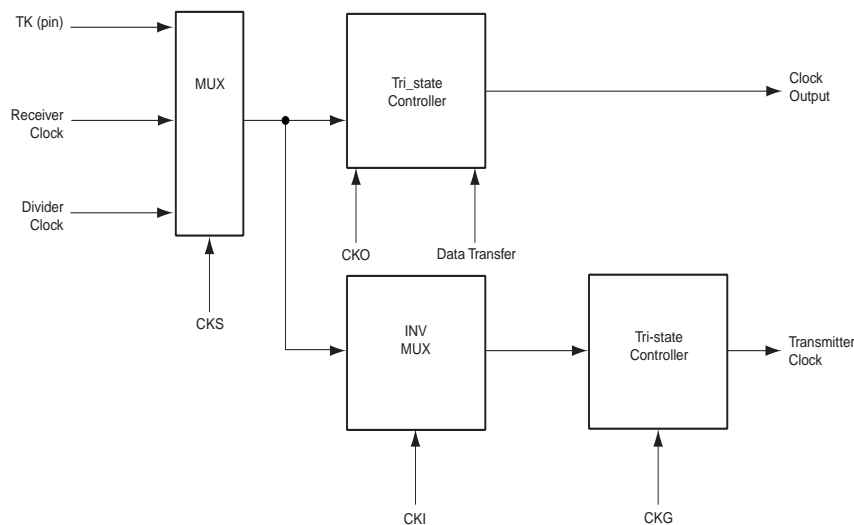 TK (pin)
MUX
Tri_state
Controller
Clock
Output
Receiver
Clock
Divider
Clock
CKO
Data Transfer
CKS
INV
MUX
Tri-state
Controller
Transmitter
Clock
CKI
CKG